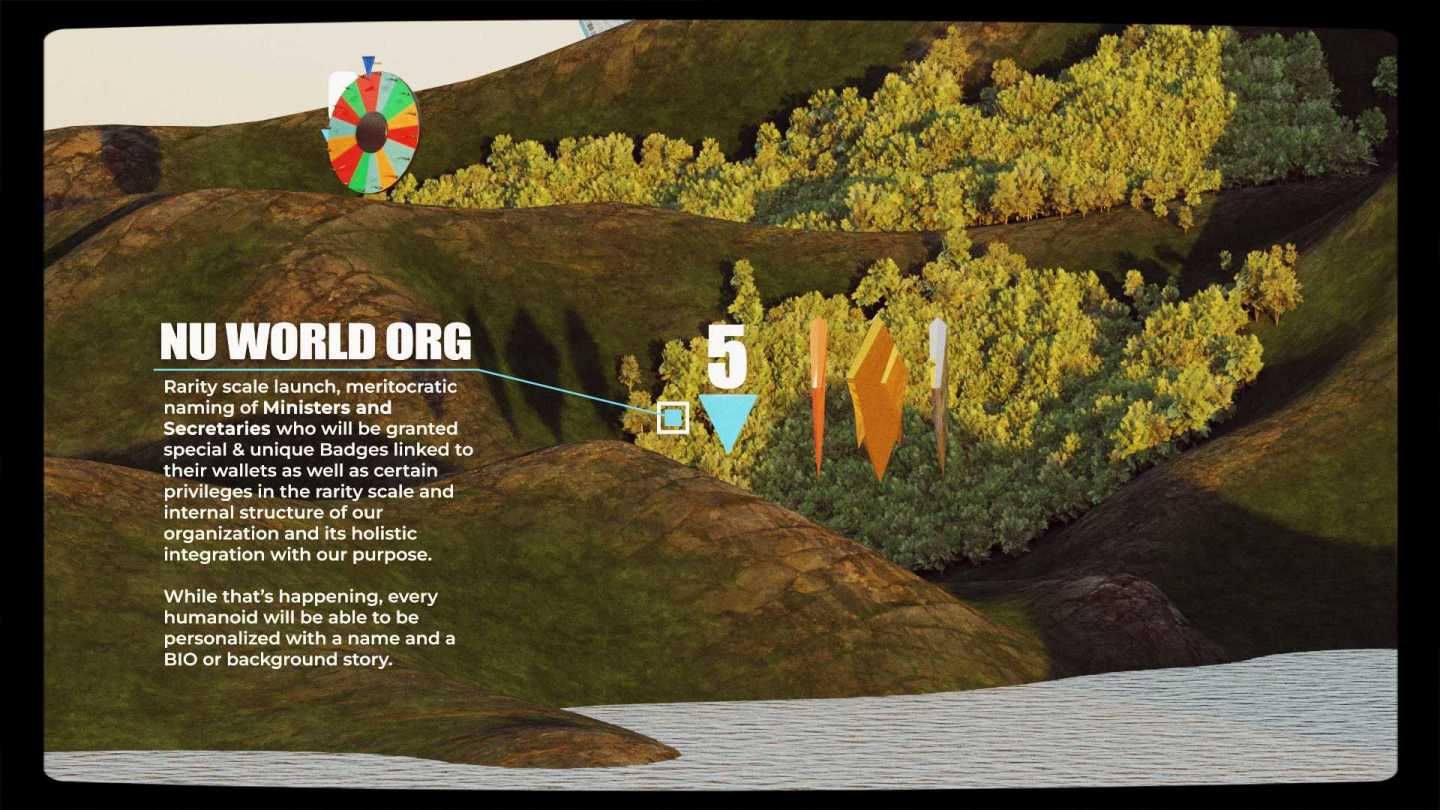 NU WORLD ORG
Rarity scale launch, meritocratic
naming of Ministers and
Secretaries who will be granted
special & unique Badges linked to
their wallets as well as certain
privileges in the rarity scale and
internal structure of our
organization and its holistic
integration with our purpose.
While that’s happening, every
humanoid will be able to be
personalized with a name and a
BIO or background story.
5